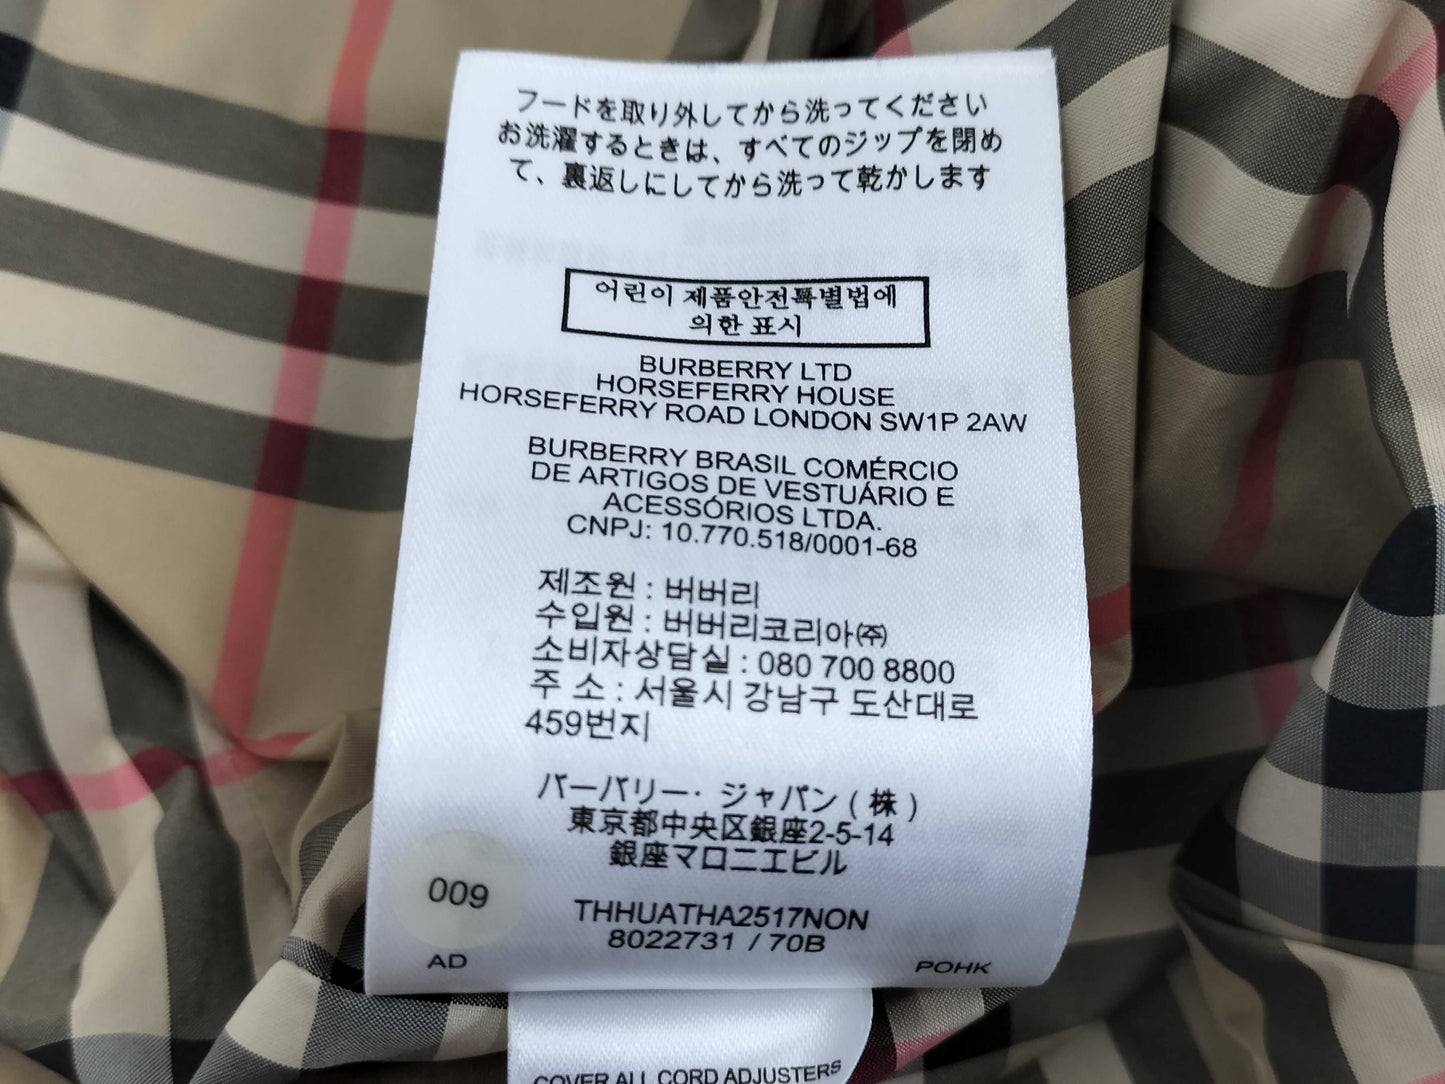 フードを取り外してから洗ってください
お洗濯するときは、すべてのジップを閉め
て、裏返しにしてから洗って乾かします
어린이 제품안전특별법에
의한 표시
BURBERRY LTD
HORSEFERRY HOUSE
HORSEFERRY ROAD LONDON SW1P 2AW
BURBERRY BRASIL COMÉRCIO
DE ARTIGOS DE VESTUÁRIO E
ACESSÓRIOS LTDA.
CNPJ: 10.770.518/0001-68
제조원 : 버버리
수입원 : 버버리코리아㈜
소비자상담실 : 080 700 8800
주 소 : 서울시 강남구 도산대로
459번지
バーバリー・ジャパン ( 株 )
東京都中央区銀座2-5-14
銀座マロニエビル
009
THHUATHA2517NON
8022731 / 70B
AD
POHK
COVER ALL CORD ADJUSTERS